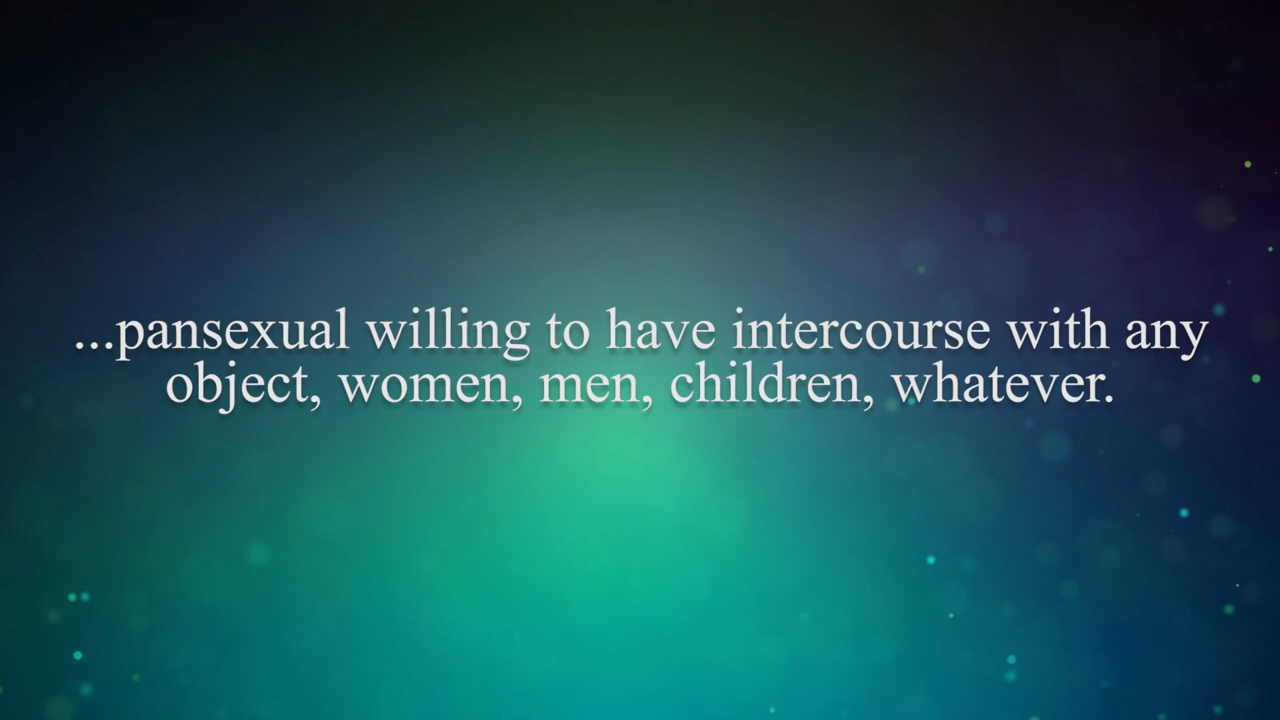 ...pansexual willing to have intercourse with any
object, women, men, children, whatever.